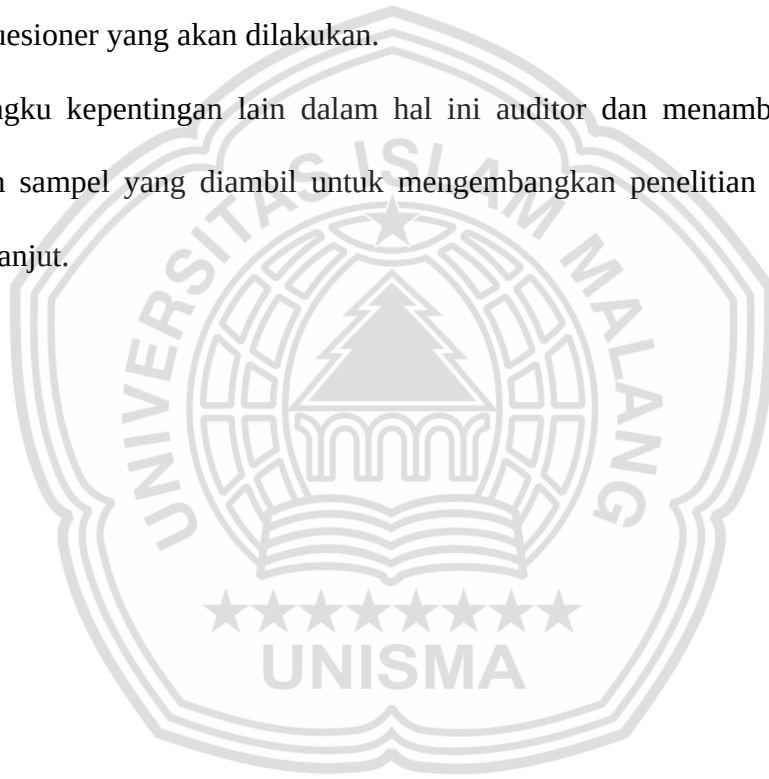 uesioner yang akan dilakukan.
ngku kepentingan lain dalam hal ini auditor dan menamb
n sampel yang diambil untuk mengembangkan penelitian
anjut.
UNIVERSITAS ISLAM MALANG
UNISMA